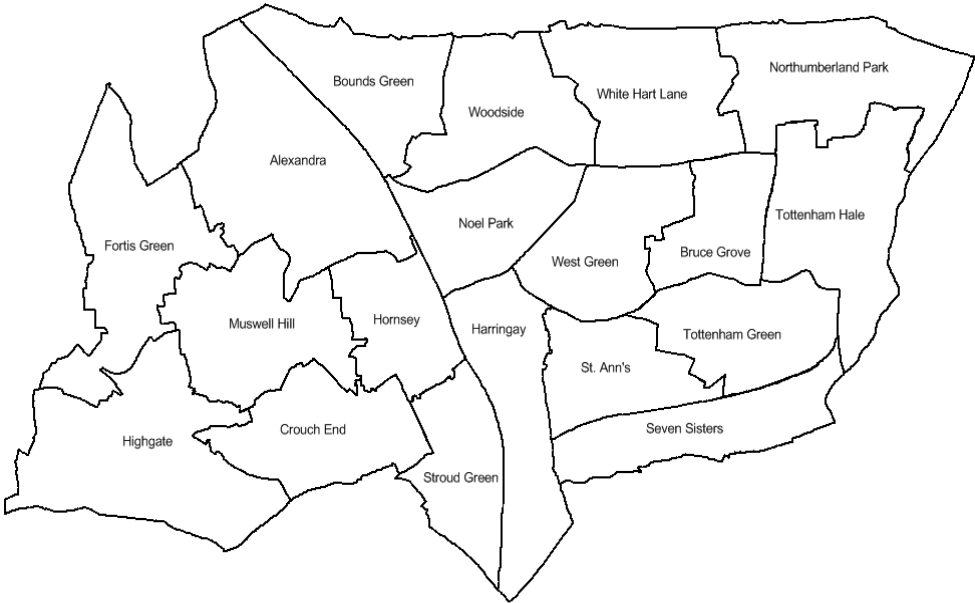 Northumberland Park
Bounds Green
White Hart Lane
Woodside
Alexandra
Tottenham Hale
Noel Park
Fortis Green
Bruce Grove
West Green
Hornsey
Muswell Hill
Harringay
Tottenham Green
St. Ann's
Seven Sisters
Crouch End
Highgate
Stroud Green